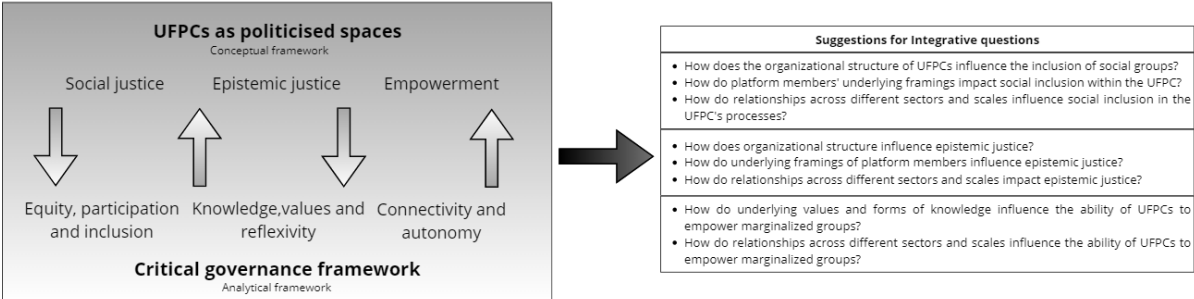 UFPCs as politicised spaces
Conceptual framework
Social justice
Epistemic justice
Empowerment
Equity, participation
and inclusion
Knowledge,values and
reflexivity
Connectivity and
autonomy
Critical governance framework
Analytical framework
Suggestions for Integrative questions
• How does the organizational structure of UFPCs influence the inclusion of social groups?
• How do platform members' underlying framings impact social inclusion within the UFPC?
• How do relationships across different sectors and scales influence social inclusion in the
UFPC's processes?
• How does organizational structure influence epistemic justice?
• How do underlying framings of platform members influence epistemic justice?
• How do relationships across different sectors and scales impact epistemic justice?
• How do underlying values and forms of knowledge influence the ability of UFPCs to
empower marginalized groups?
• How do relationships across different sectors and scales influence the ability of UFPCs to
empower marginalized groups?